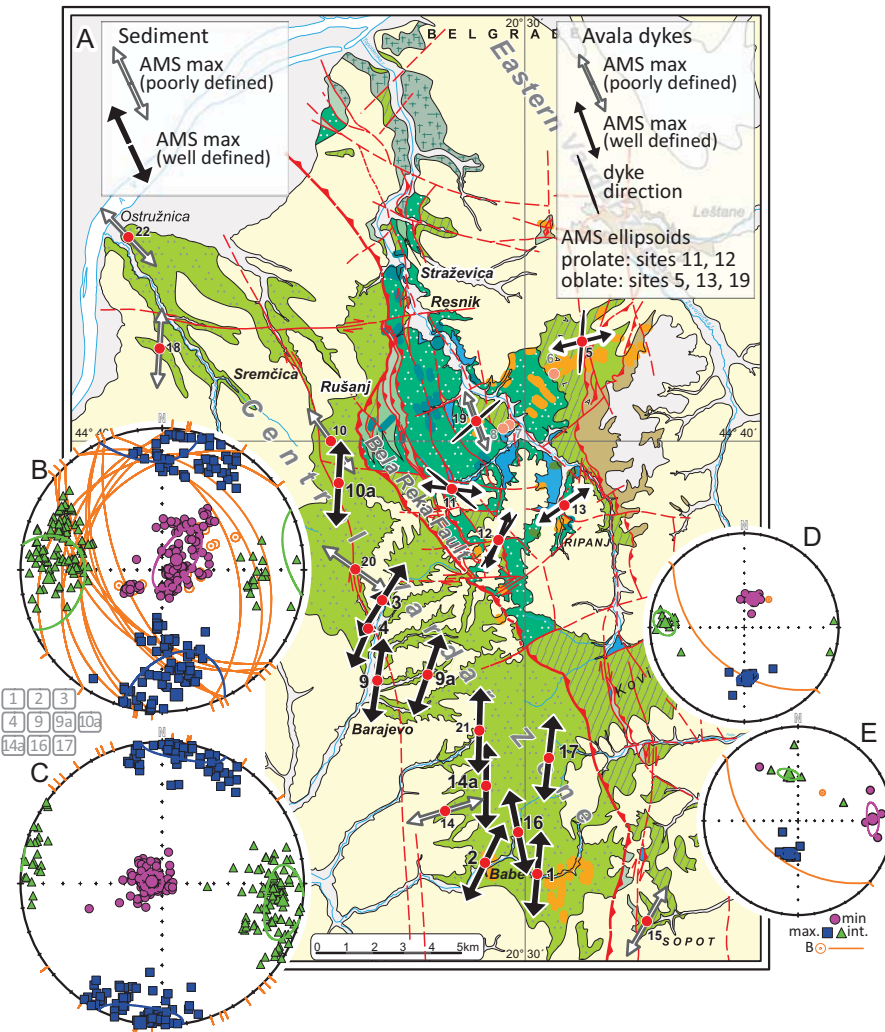 A
Sediment
AMS max
(poorly defined)
AMS max
(well defined)
20° 30'
BELGRADE
Eastern Var
Avala dykes
AMS max
(poorly defined)
AMS max
(well defined)
dyke
direction
AMS ellipsoids
prolate: sites 11, 12
oblate: sites 5, 13, 19
Leštane
Ostružnica
22
Straževica
Resnik
18
Sremčica
Rušanj
6
5
44° 40'
44° 40'
10
10a
19
8
Bela Reka Fault
11
12
13
RIPANJ
Central Vardar Zone
20
3
4
9
9a
Barajevo
21
17
14a
14
16
2
Babe
1
15
SOPOT
Kovi
0 1 2 3 4 5km
20° 30'
B
N
1 2 3
4 9 9a 10a
14a 16 17
C
N
D
N
E
N
min
max. int.
B